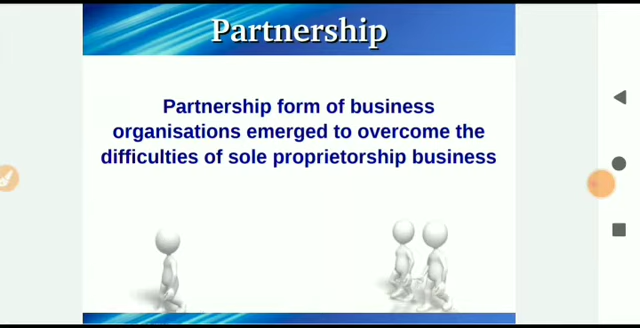 Partnership
Partnership form of business
organisations emerged to overcome the
difficulties of sole proprietorship business